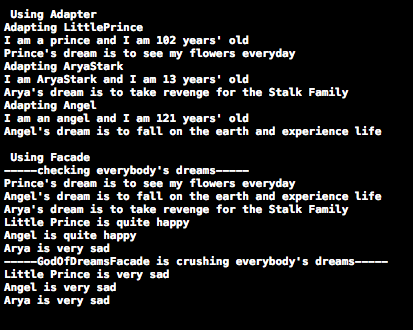 Using Adapter
Adapting LittlePrince
I am a prince and I am 102 years' old
Prince's dream is to see my flowers everyday
Adapting AryaStark
I am AryaStark and I am 13 years' old
Arya's dream is to take revenge for the Stalk Family
Adapting Angel
I am an angel and I am 121 years' old
Angel's dream is to fall on the earth and experience life
Using Facade
-----checking everybody's dreams-----
Prince's dream is to see my flowers everyday
Angel's dream is to fall on the earth and experience life
Arya's dream is to take revenge for the Stalk Family
Little Prince is quite happy
Angel is quite happy
Arya is very sad
-----GodOfDreamsFacade is crushing everybody's dreams-----
Little Prince is very sad
Angel is very sad
Arya is very sad